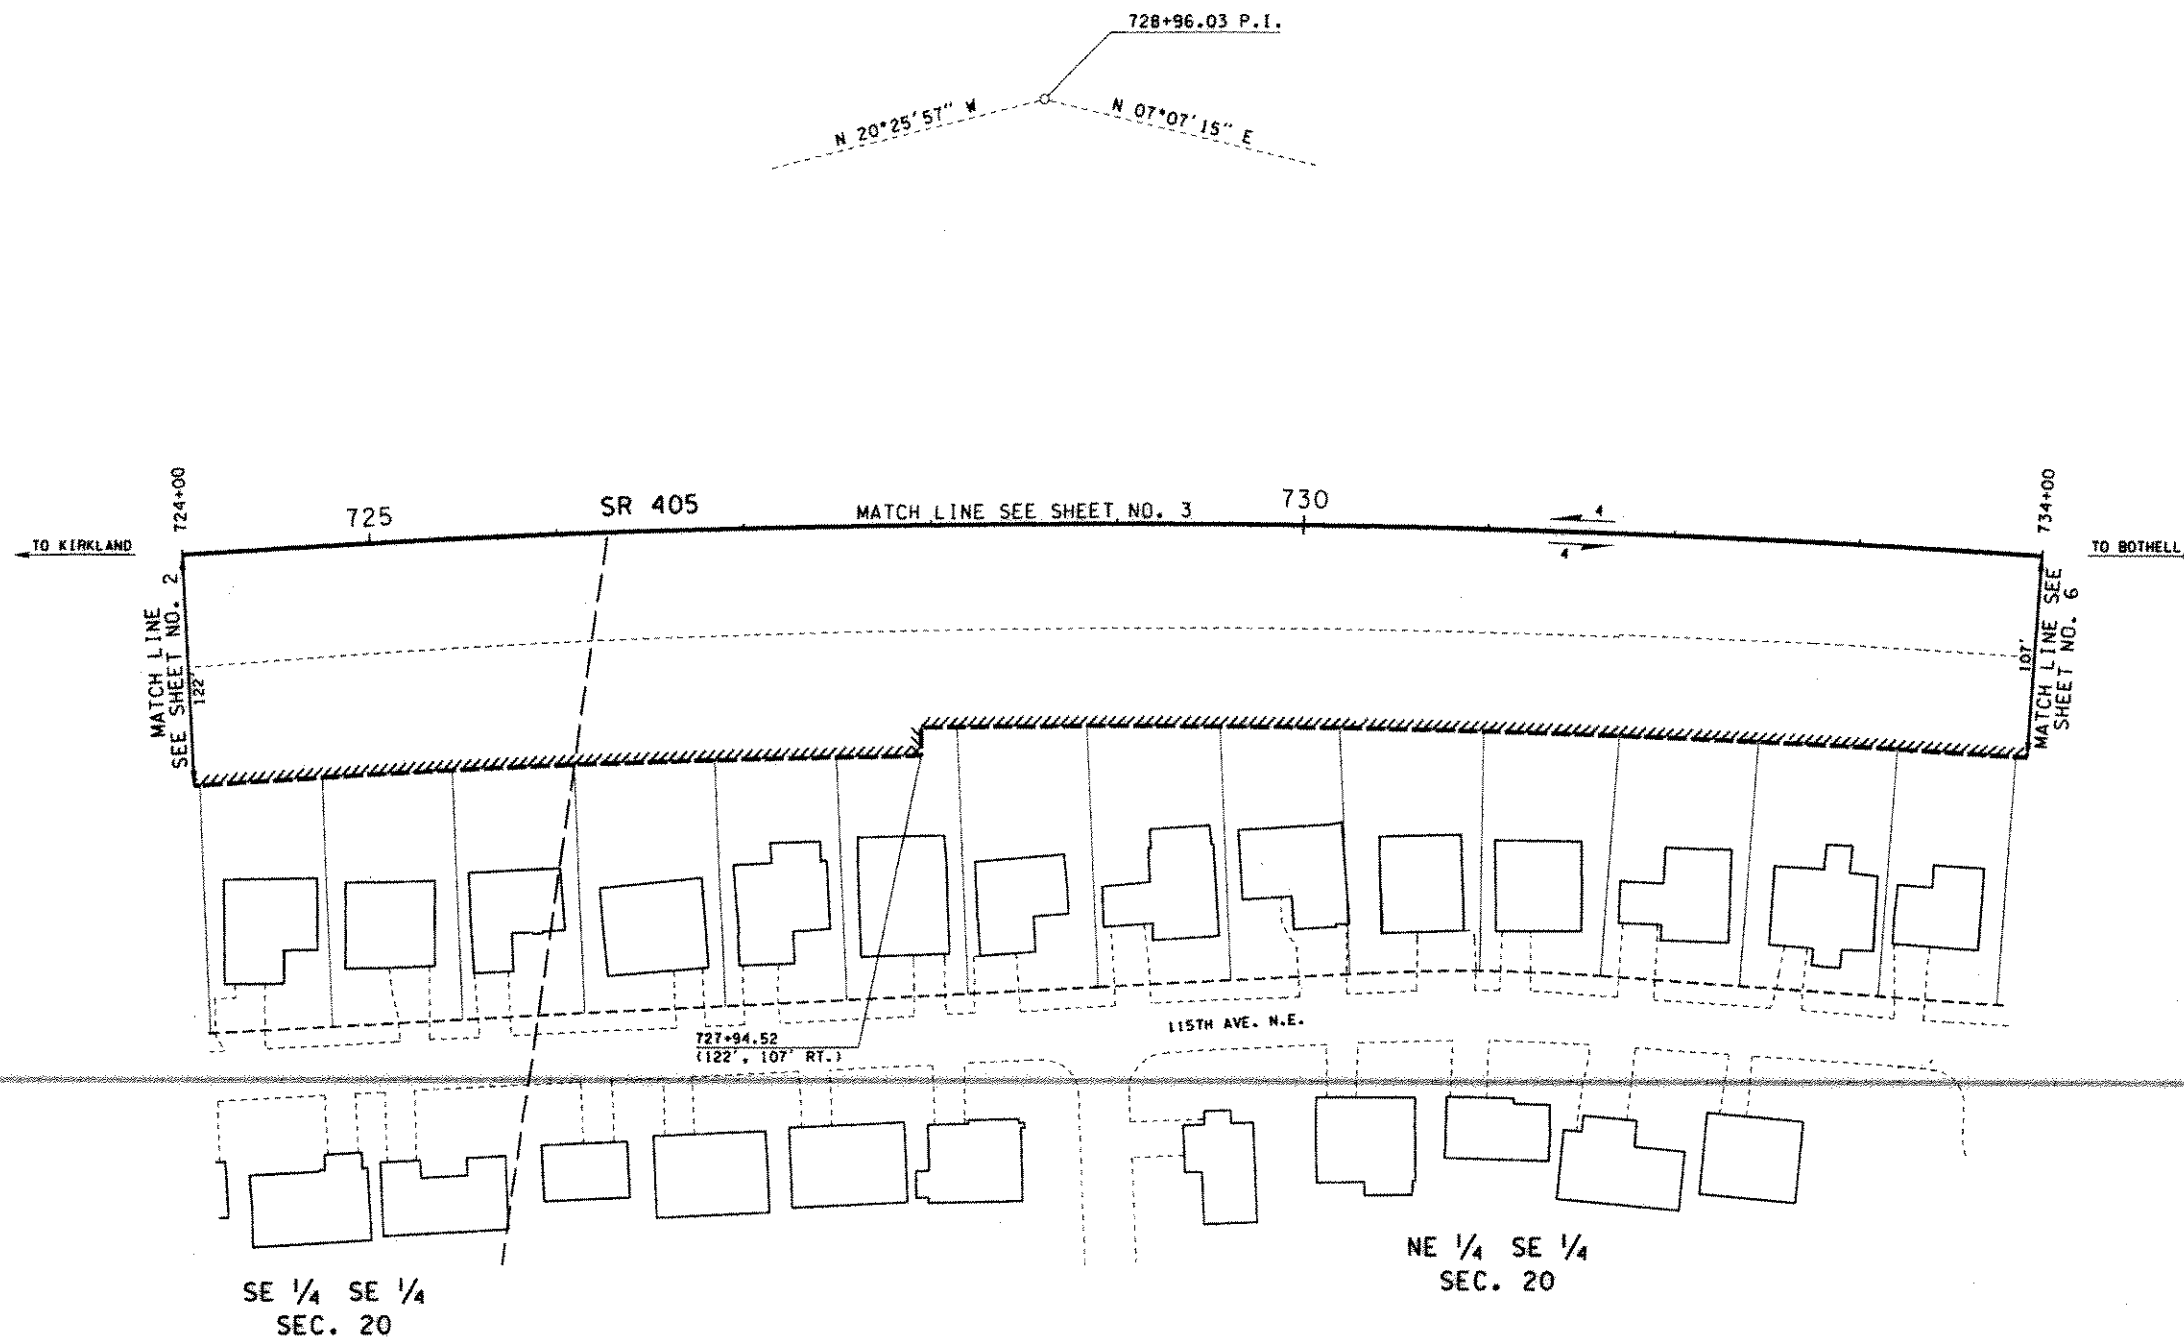 728+96.03 P.I.
N 20°25'57" W
N 07°07'15" E
724+00
725
SR 405
MATCH LINE SEE SHEET NO. 3
730
4
4
734+00
TO KIRKLAND
TO BOTHELL
MATCH LINE
SEE SHEET NO. 2
122'
107'
MATCH LINE SEE
SHEET NO. 6
727+94.52
(122', 107' RT.)
115TH AVE. N.E.
NE 1/4 SE 1/4
SEC. 20
SE 1/4 SE 1/4
SEC. 20